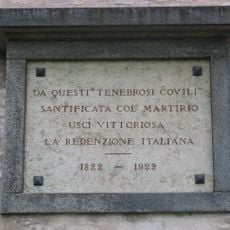 DA QUESTI "TENEBROSI COVILI"
SANTIFICATA COL MARTIRIO
USCÌ VITTORIOSA
LA REDENZIONE ITALIANA
1822 — 1922